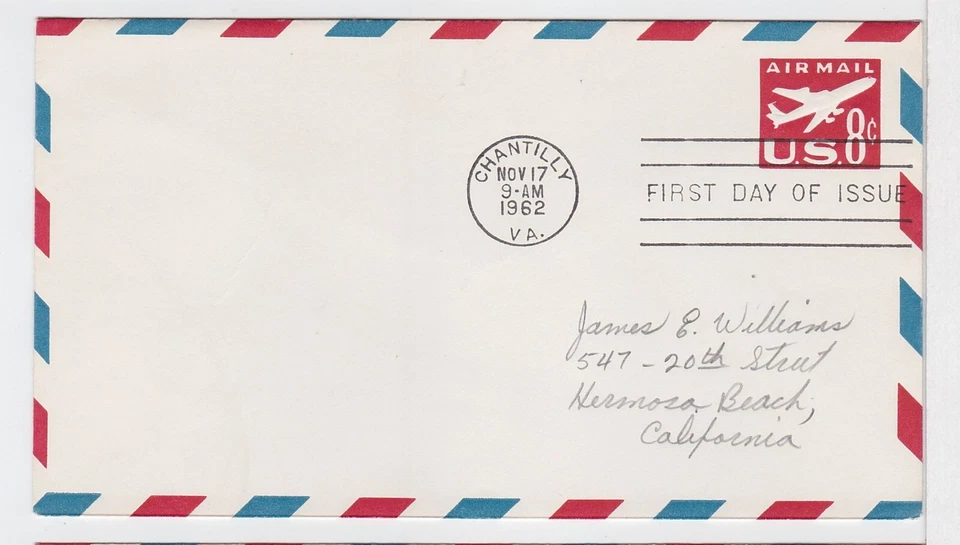 AIR MAIL
8¢
U.S.
CHANTILLY
NOV 17
9-AM
1962
VA.
FIRST DAY OF ISSUE
James E. Williams
547 - 20th Street
Hermosa Beach,
California